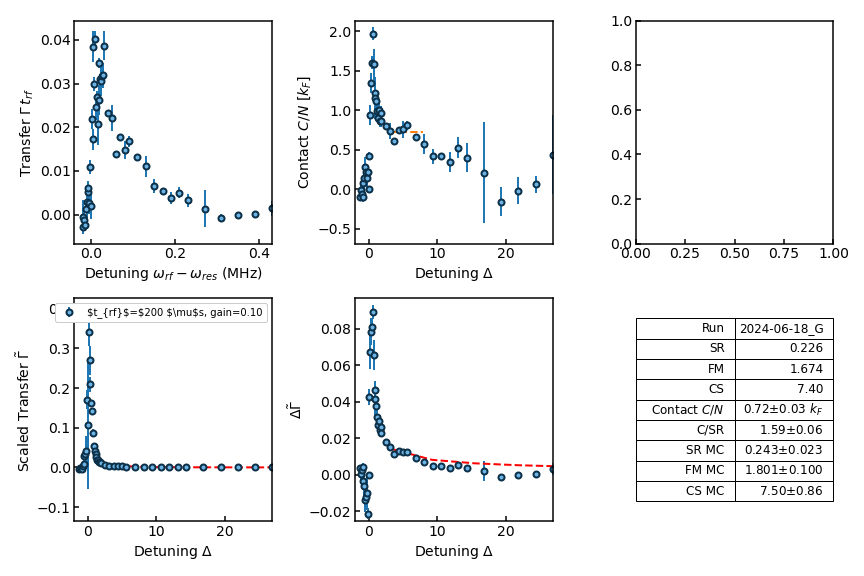 0.04
0.03
0.02
0.01
0.00
Transfer Γ t_rf
0.0 0.2 0.4
Detuning ω_rf − ω_res (MHz)
2.0
1.5
1.0
0.5
0.0
−0.5
Contact C/N [k_F]
0 10 20
Detuning Δ
1.0
0.8
0.6
0.4
0.2
0.0
0.00 0.25 0.50 0.75 1.00
$t_{rf}$=$200 $\mu$s, gain=0.10
0.3
0.2
0.1
0.0
−0.1
Scaled Transfer Γ̃
0 10 20
Detuning Δ
0.08
0.06
0.04
0.02
0.00
−0.02
ΔΓ̃
0 10 20
Detuning Δ
Run 2024-06-18_G
SR 0.226
FM 1.674
CS 7.40
Contact C/N 0.72±0.03 k_F
C/SR 1.59±0.06
SR MC 0.243±0.023
FM MC 1.801±0.100
CS MC 7.50±0.86